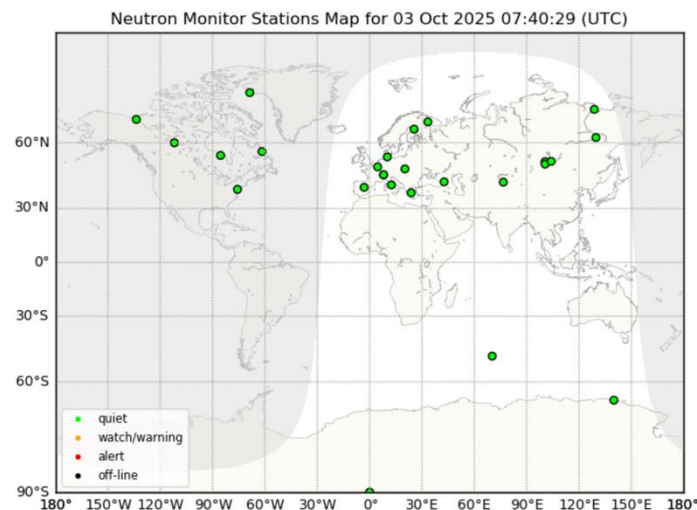 Neutron Monitor Stations Map for 03 Oct 2025 07:40:29 (UTC)
60°N
30°N
0°
30°S
60°S
90°S
quiet
watch/warning
alert
off-line
180° 150°W 120°W 90°W 60°W 30°W 0° 30°E 60°E 90°E 120°E 150°E 180°